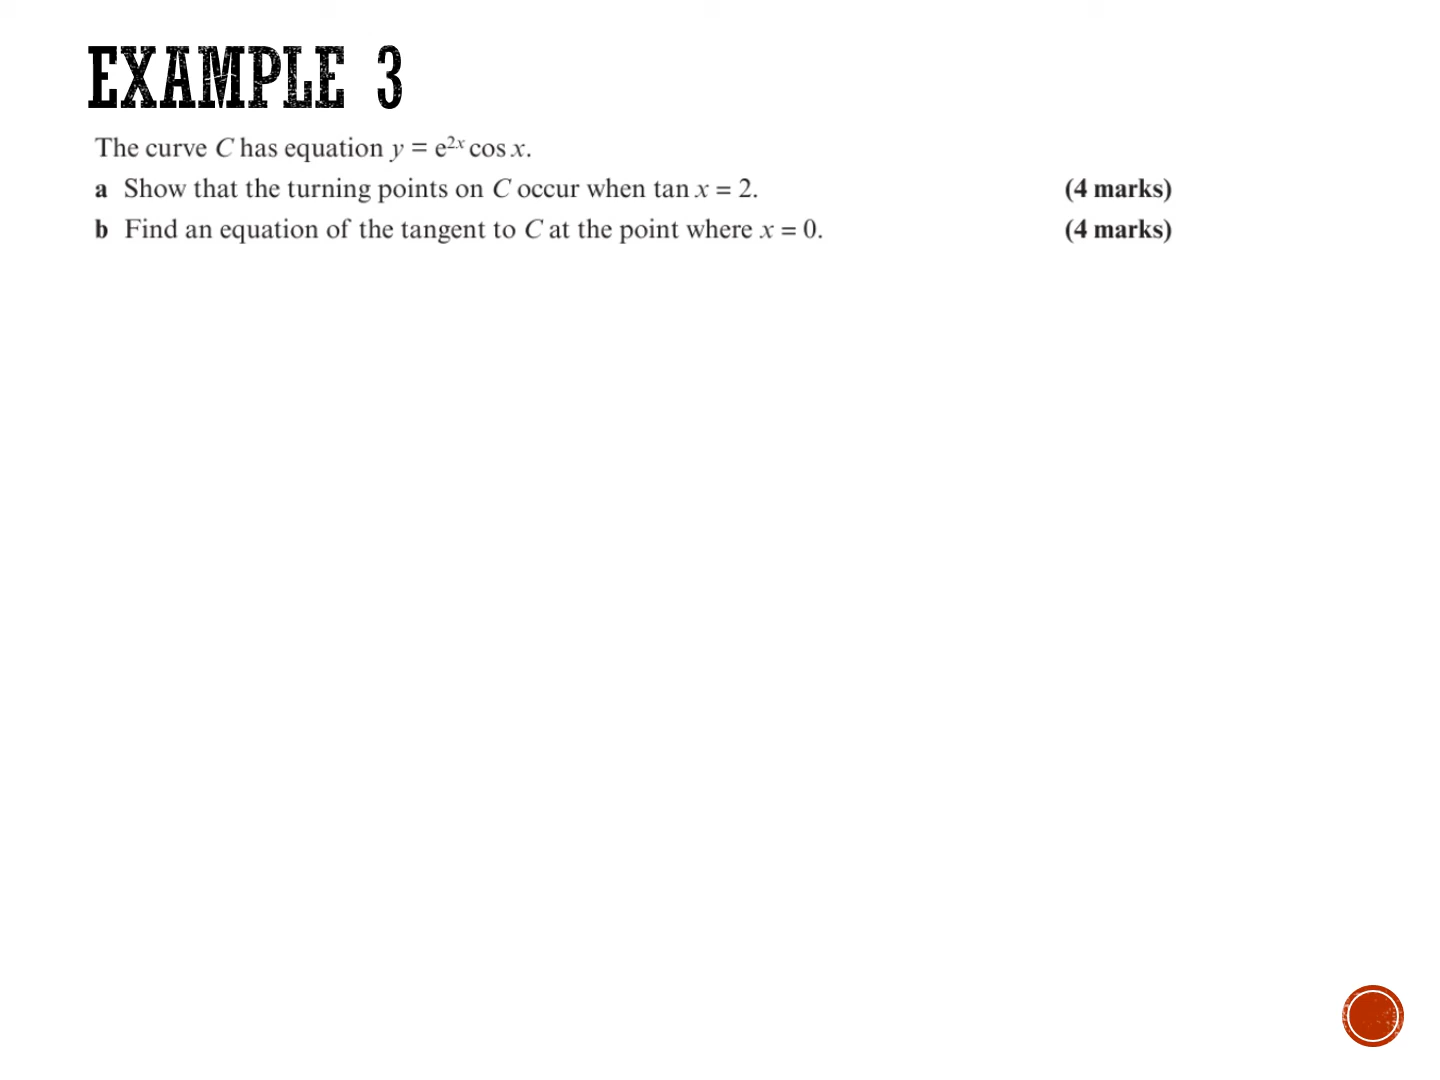 EXAMPLE 3
The curve C has equation y = e²ˣ cos x.
a Show that the turning points on C occur when tan x = 2. (4 marks)
b Find an equation of the tangent to C at the point where x = 0. (4 marks)